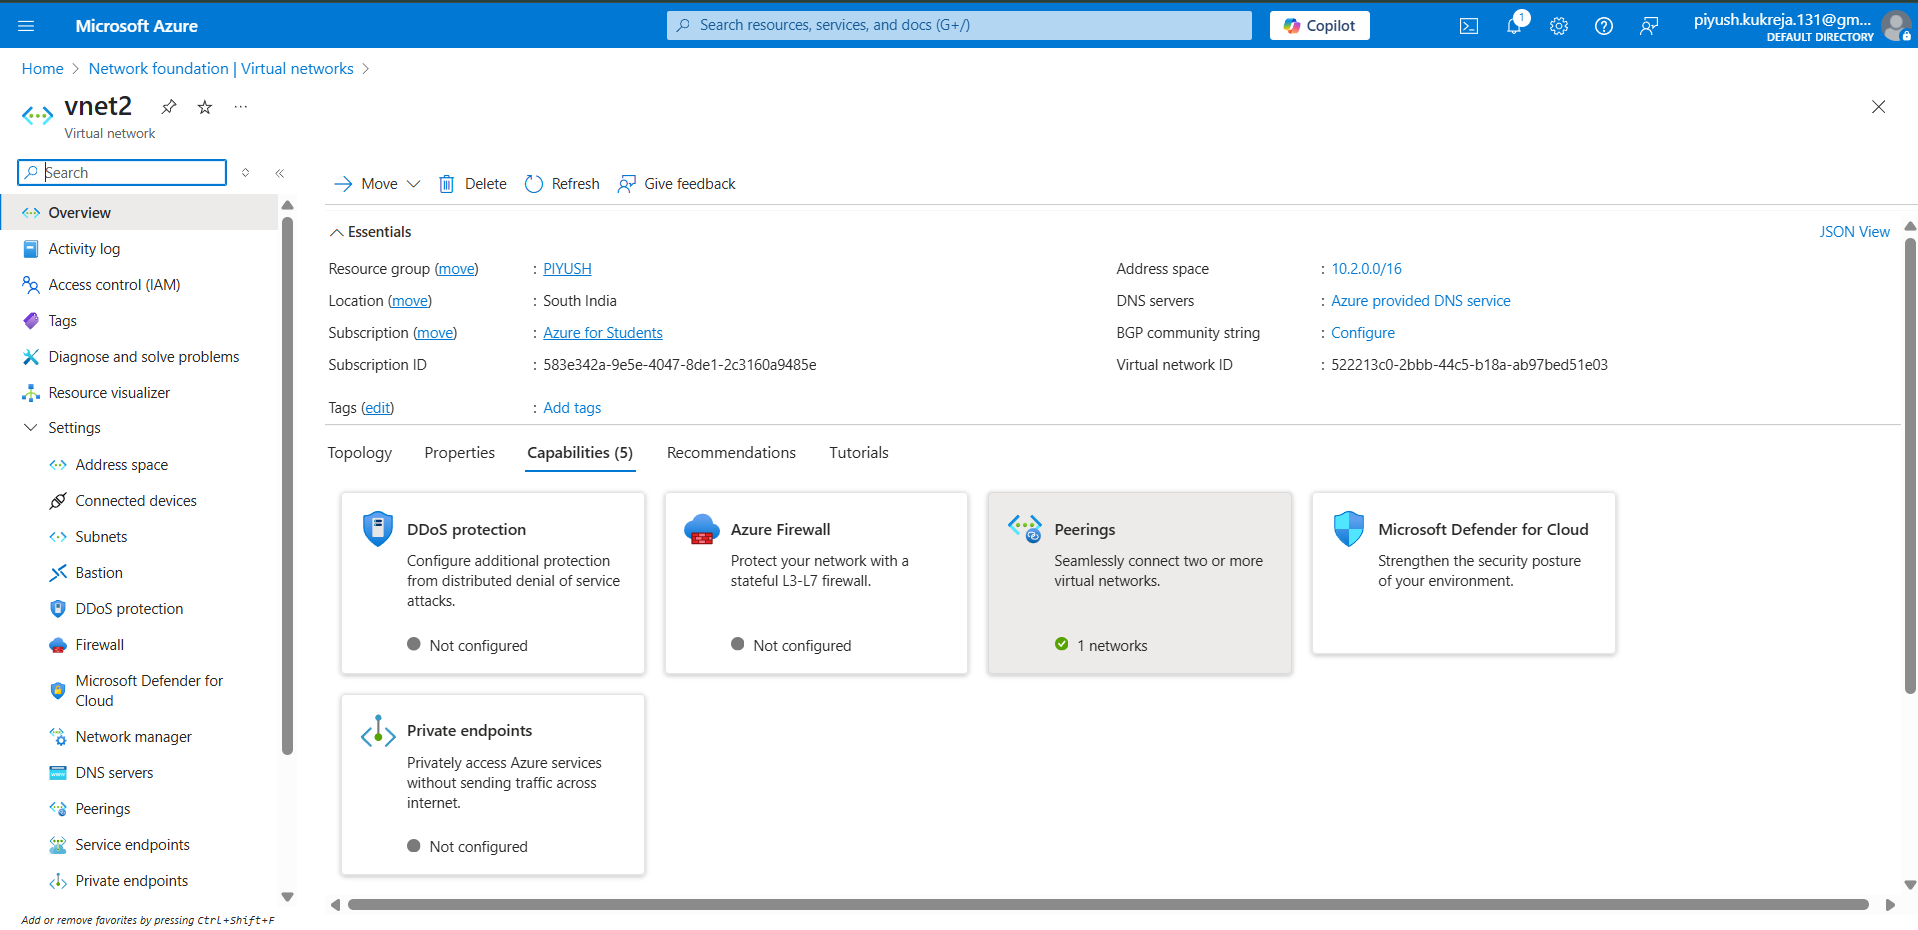 Microsoft Azure
Search resources, services, and docs (G+/)
Copilot
1
piyush.kukreja.131@gm...
DEFAULT DIRECTORY
Home > Network foundation | Virtual networks >
vnet2
Virtual network
Search
Overview
Activity log
Access control (IAM)
Tags
Diagnose and solve problems
Resource visualizer
Settings
Address space
Connected devices
Subnets
Bastion
DDoS protection
Firewall
Microsoft Defender for
Cloud
Network manager
DNS servers
Peerings
Service endpoints
Private endpoints
Add or remove favorites by pressing Ctrl+Shift+F
Move Delete Refresh Give feedback
Essentials
JSON View
Resource group (move) : PIYUSH
Location (move) : South India
Subscription (move) : Azure for Students
Subscription ID : 583e342a-9e5e-4047-8de1-2c3160a9485e
Address space : 10.2.0.0/16
DNS servers : Azure provided DNS service
BGP community string : Configure
Virtual network ID : 522213c0-2bbb-44c5-b18a-ab97bed51e03
Tags (edit) : Add tags
Topology Properties Capabilities (5) Recommendations Tutorials
DDoS protection
Configure additional protection
from distributed denial of service
attacks.
Not configured
Azure Firewall
Protect your network with a
stateful L3-L7 firewall.
Not configured
Peerings
Seamlessly connect two or more
virtual networks.
1 networks
Microsoft Defender for Cloud
Strengthen the security posture
of your environment.
Private endpoints
Privately access Azure services
without sending traffic across
internet.
Not configured